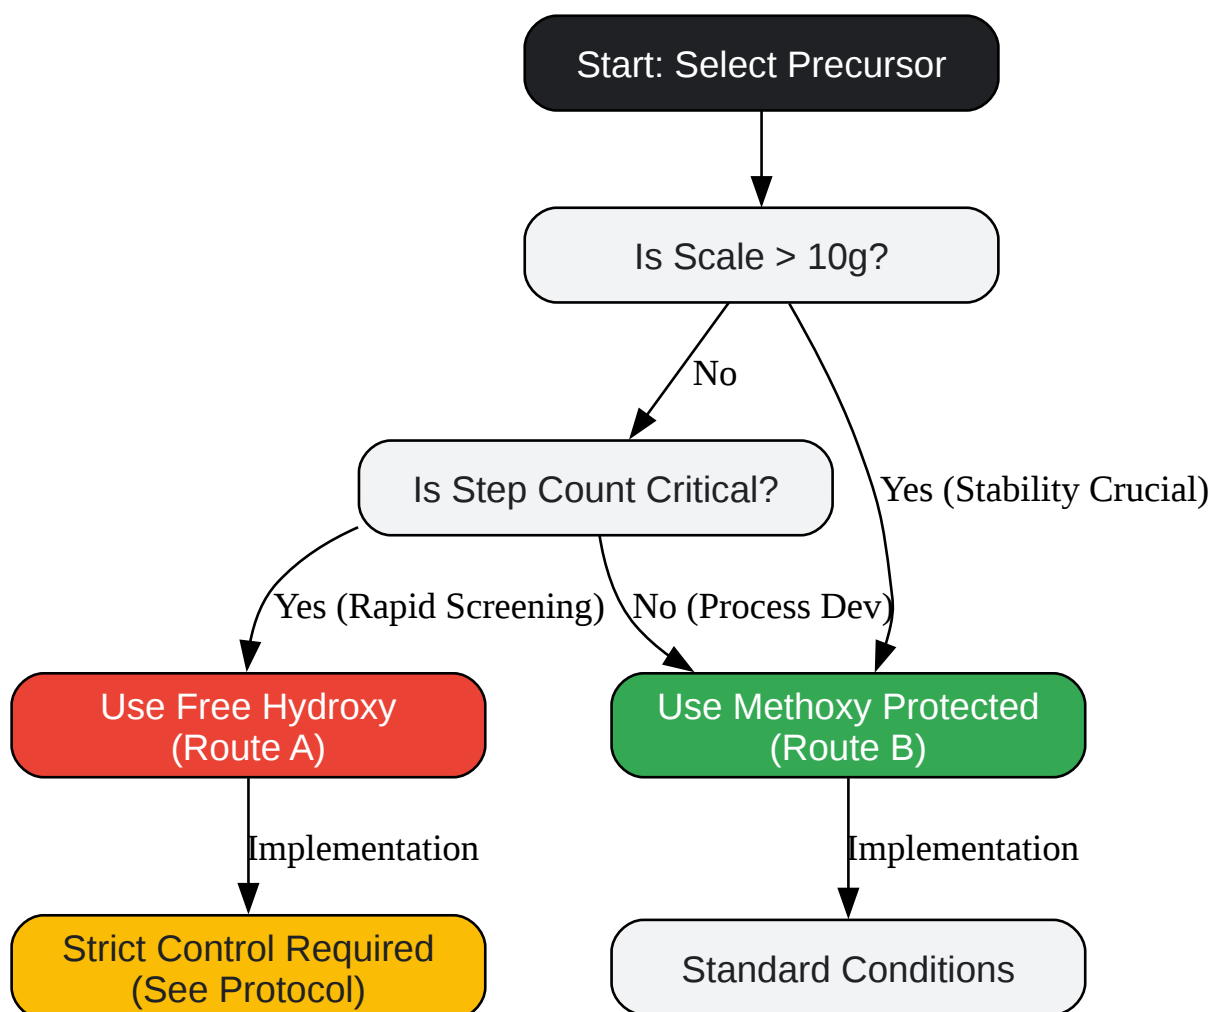 Start: Select Precursor
Is Scale > 10g?
No
Is Step Count Critical?
Yes (Stability Crucial)
Yes (Rapid Screening)
No (Process Dev)
Use Free Hydroxy
(Route A)
Use Methoxy Protected
(Route B)
Implementation
Implementation
Strict Control Required
(See Protocol)
Standard Conditions